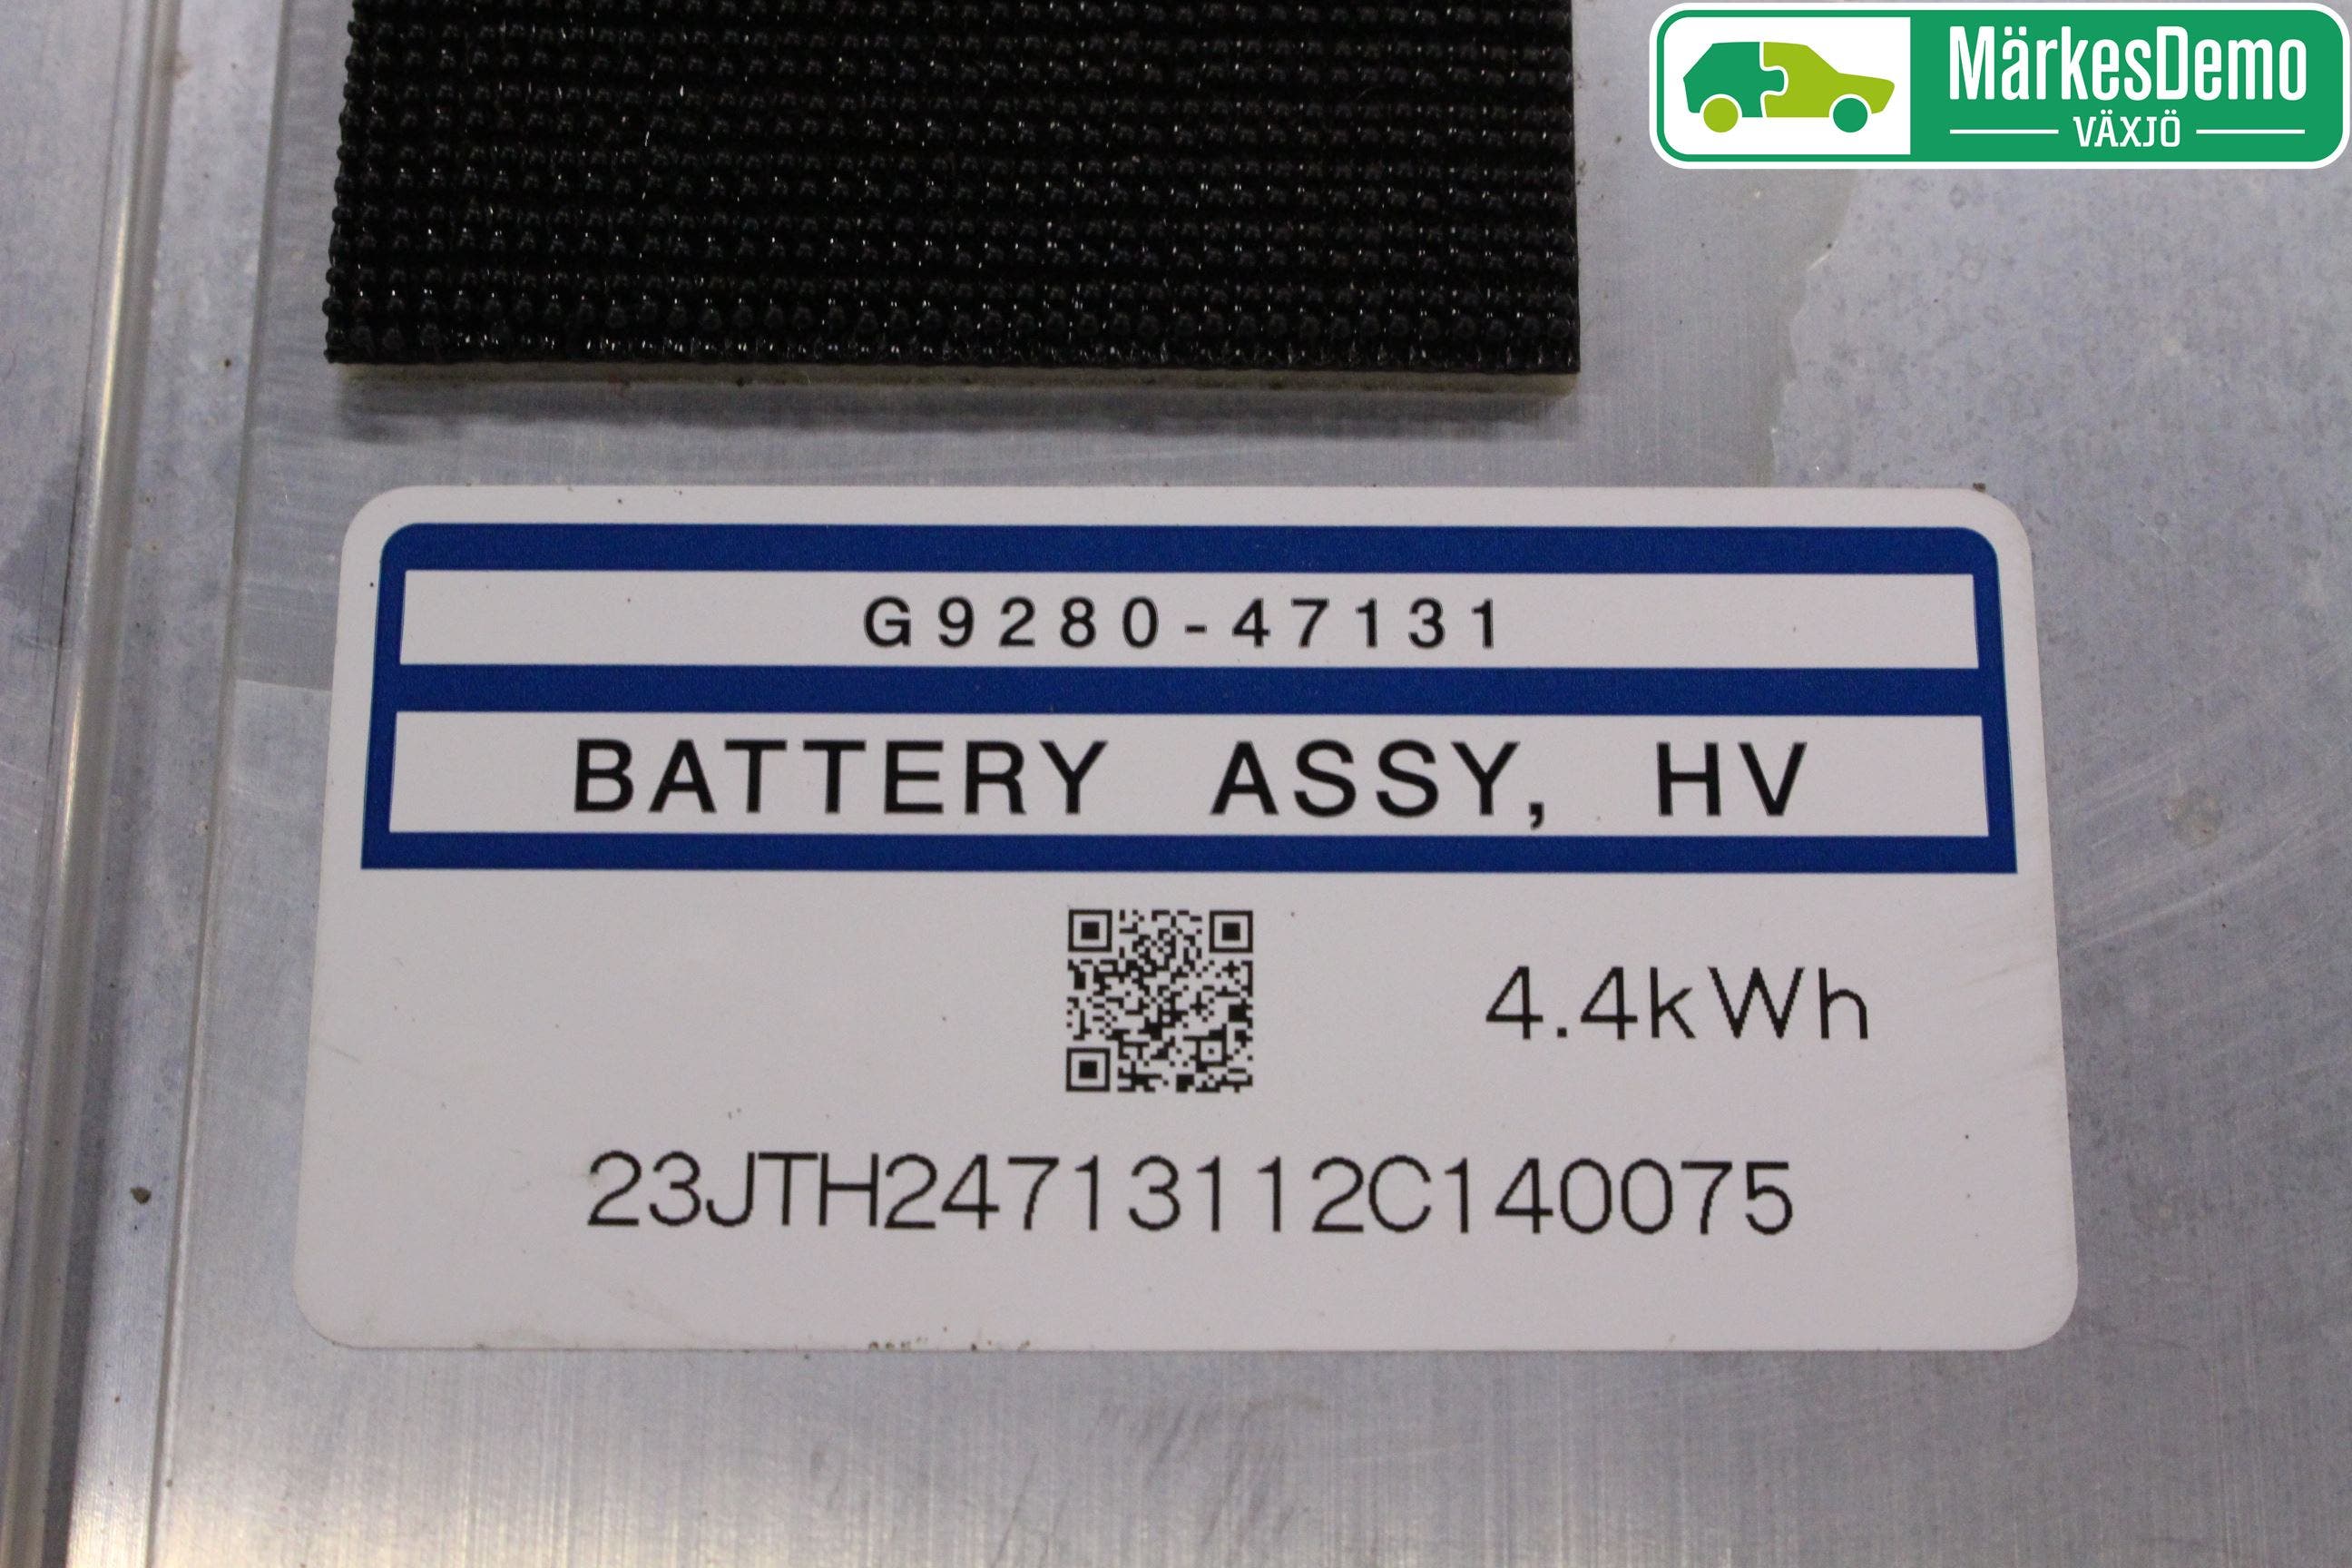 MärkesDemo
VÄXJÖ
G9280-47131
BATTERY ASSY, HV
4.4kWh
23JTH24713112C140075